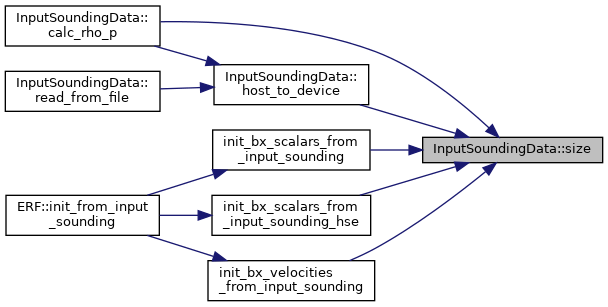 InputSoundingData::
calc_rho_p
InputSoundingData::
read_from_file
InputSoundingData::
host_to_device
init_bx_scalars_from
_input_sounding
InputSoundingData::size
ERF::init_from_input
_sounding
init_bx_scalars_from
_input_sounding_hse
init_bx_velocities
_from_input_sounding